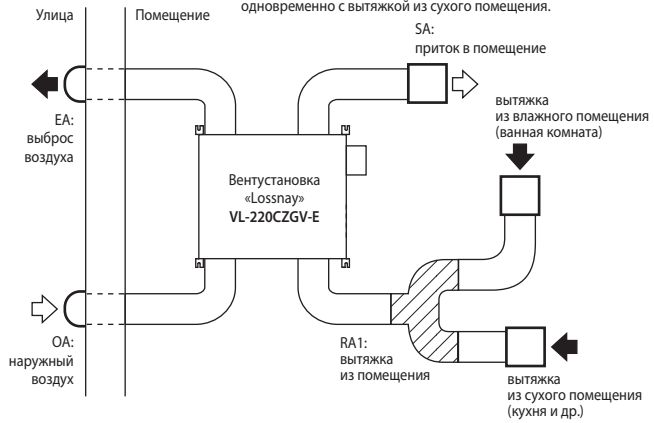 одновременно с вытяжкой из сухого помещения.
Улица
Помещение
SA:
приток в помещение
EA:
выброс
воздуха
вытяжка
из влажного помещения
(ванная комната)
Вентустановка
«Lossnay»
VL-220CZGV-E
OA:
наружный
воздух
RA1:
вытяжка
из помещения
вытяжка
из сухого помещения
(кухня и др.)